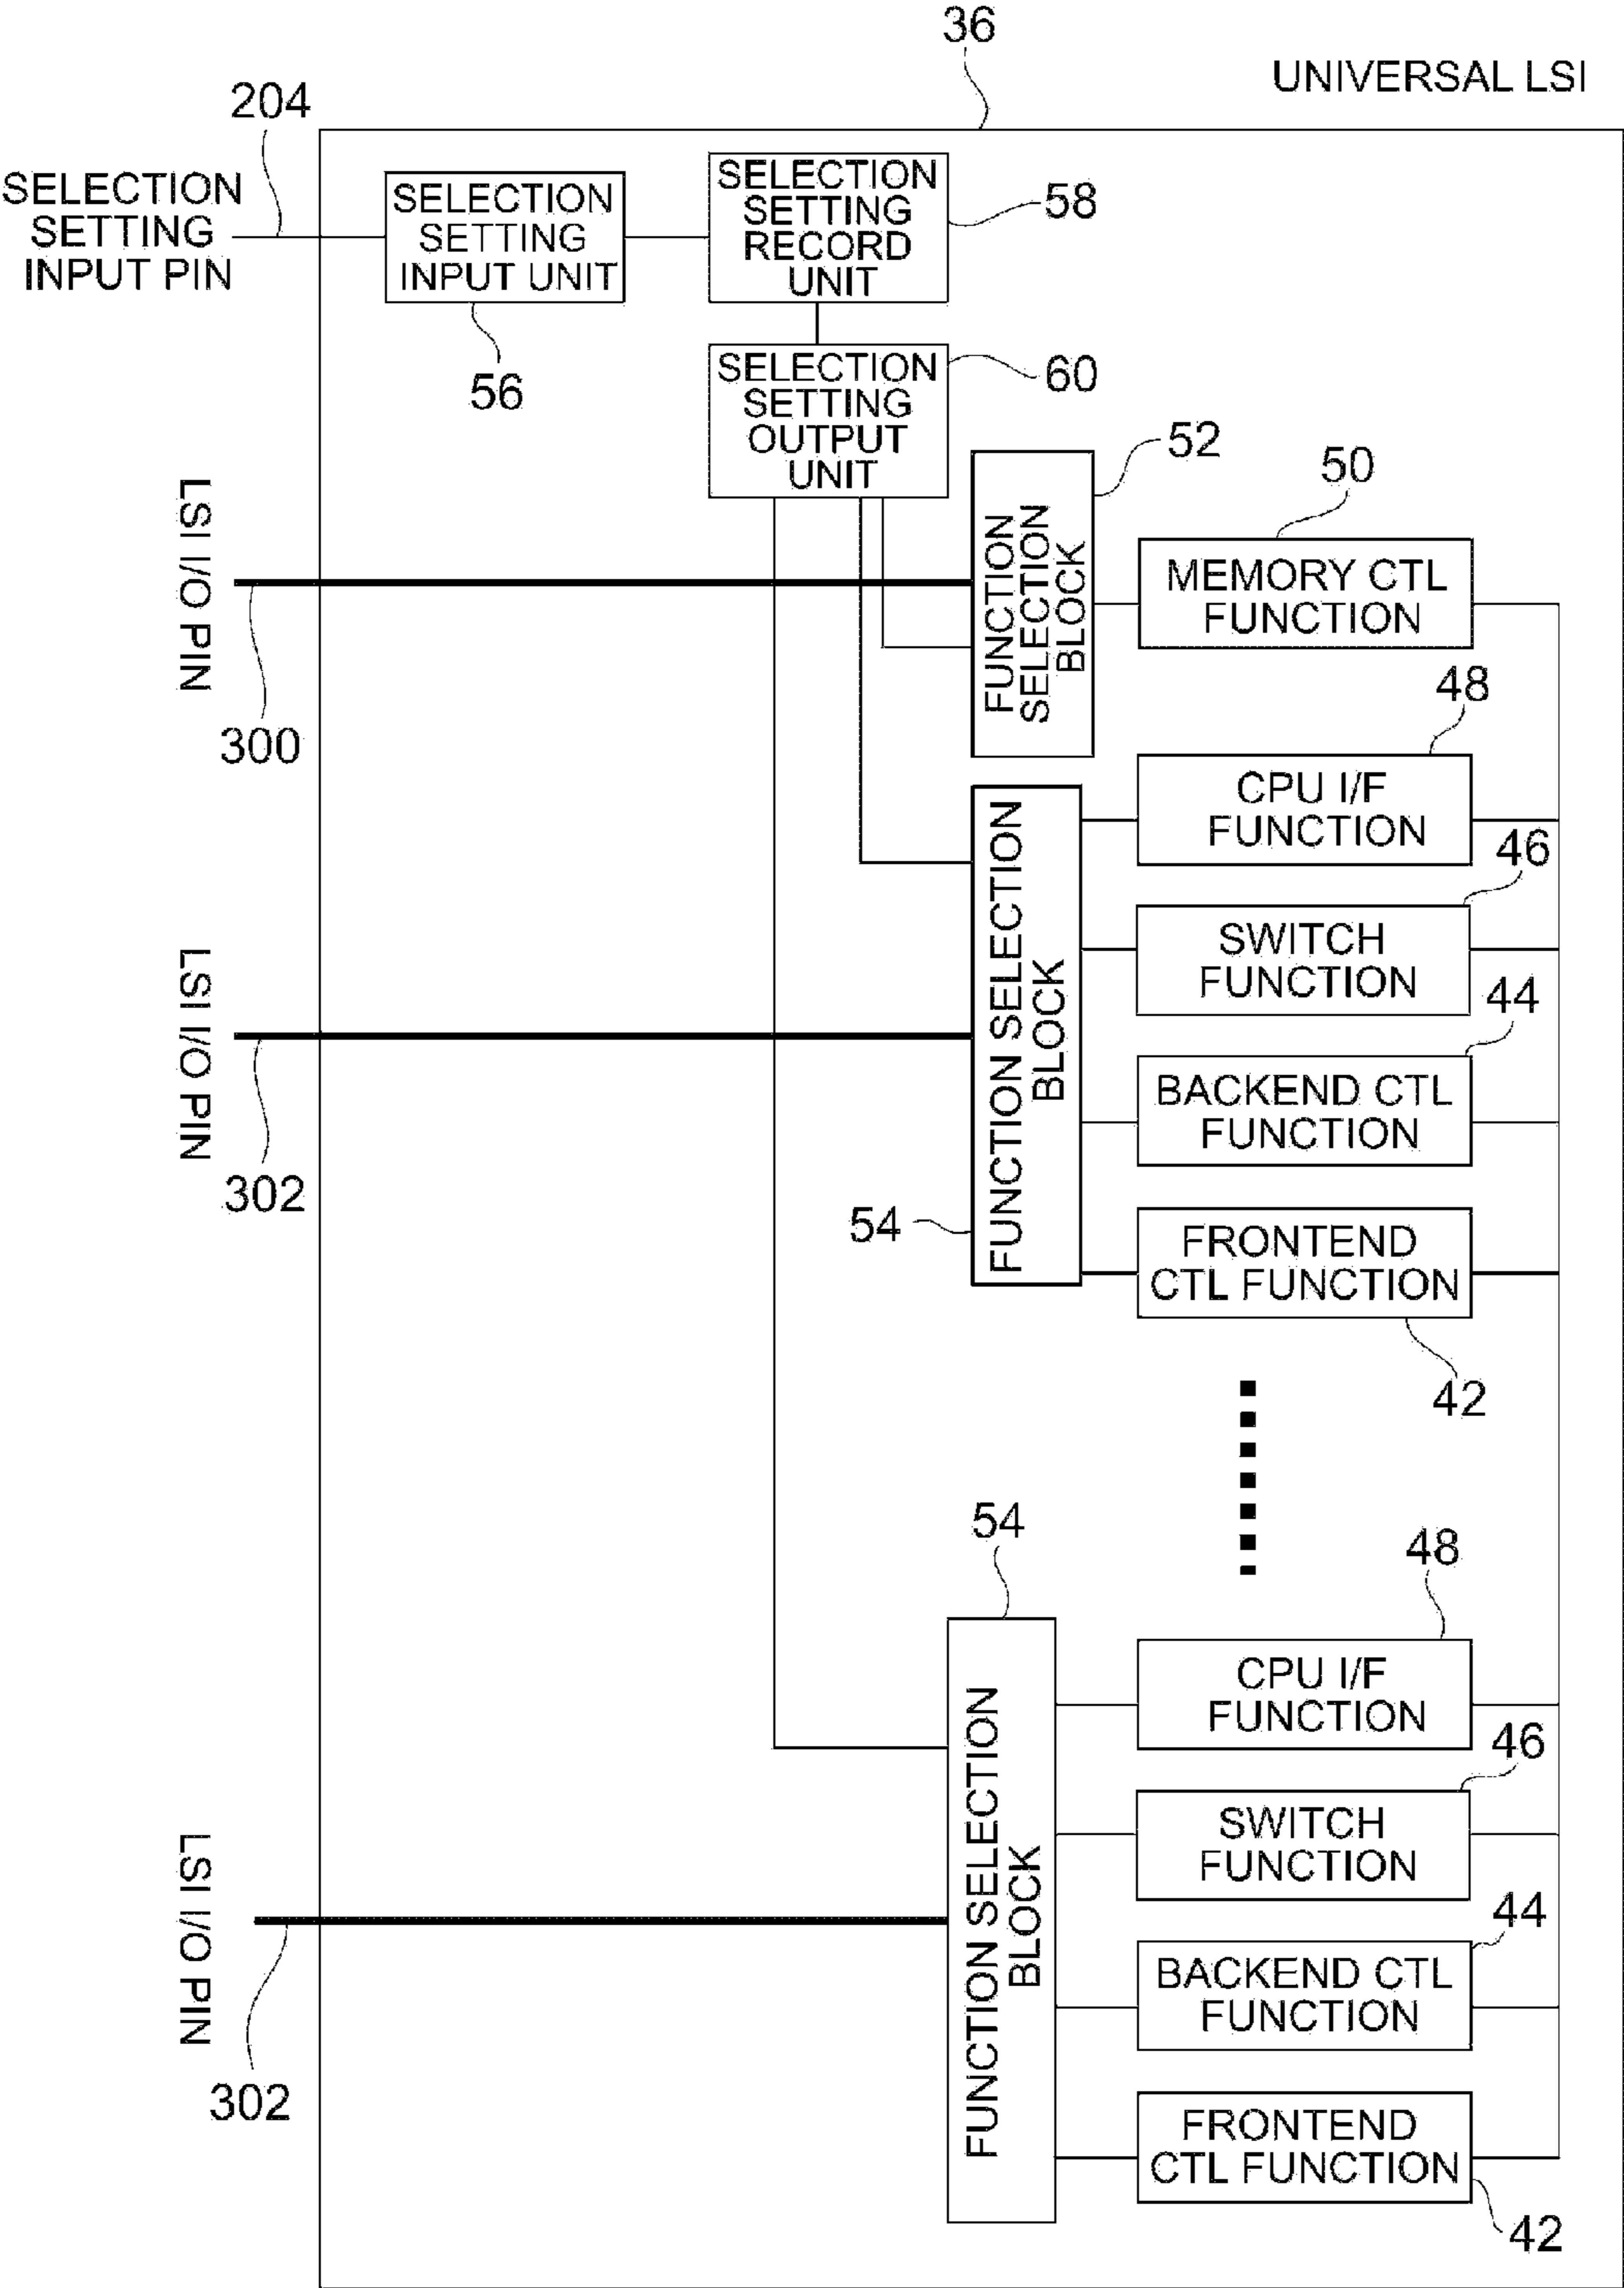 36
UNIVERSAL LSI
204
SELECTION
SETTING
INPUT PIN
SELECTION
SETTING
INPUT UNIT
56
SELECTION
SETTING
RECORD
UNIT
58
SELECTION
SETTING
OUTPUT
UNIT
60
LSI I/O PIN
300
FUNCTION
SELECTION
BLOCK
52
50
MEMORY CTL
FUNCTION
48
CPU I/F
FUNCTION
46
SWITCH
FUNCTION
44
BACKEND CTL
FUNCTION
FRONTEND
CTL FUNCTION
42
LSI I/O PIN
302
FUNCTION SELECTION
BLOCK
54
54
48
CPU I/F
FUNCTION
46
SWITCH
FUNCTION
44
BACKEND CTL
FUNCTION
FRONTEND
CTL FUNCTION
42
LSI I/O PIN
302
FUNCTION SELECTION
BLOCK